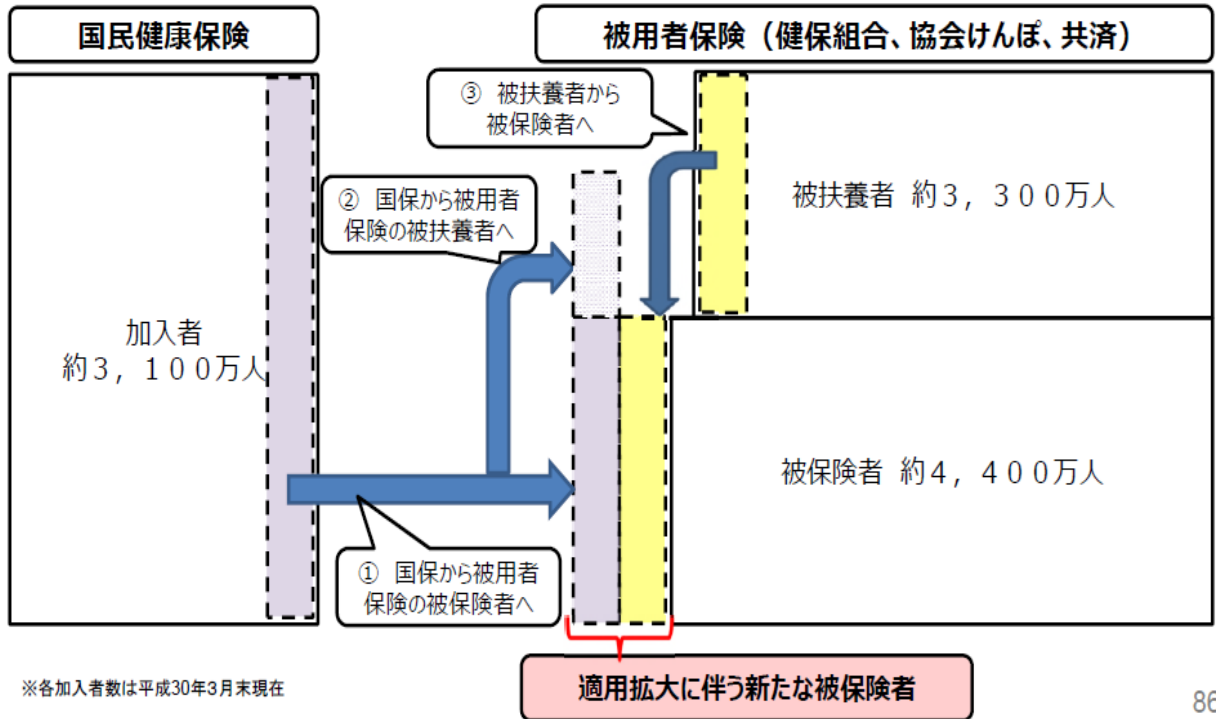 国民健康保険
被用者保険（健保組合、協会けんぽ、共済）
③　被扶養者から
被保険者へ
②　国保から被用者
保険の被扶養者へ
被扶養者 約３，３００万人
加入者
約３，１００万人
被保険者 約４，４００万人
①　国保から被用者
保険の被保険者へ
適用拡大に伴う新たな被保険者
※各加入者数は平成30年3月末現在
86